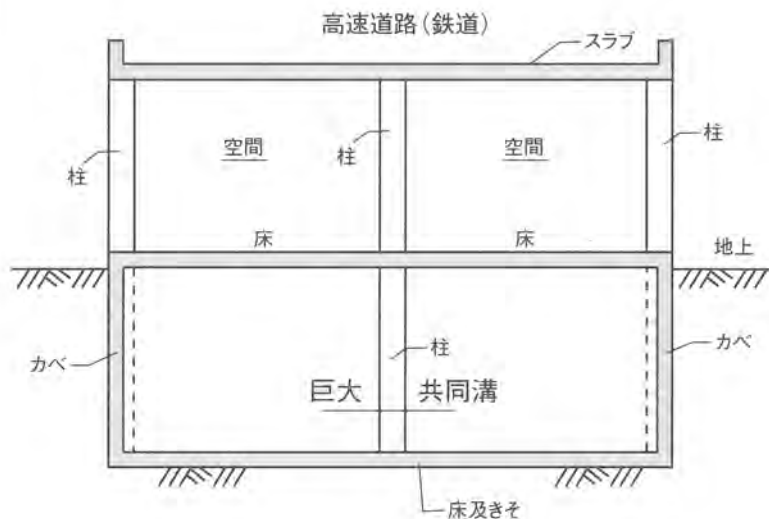 高速道路(鉄道)
スラブ
柱
空間
柱
空間
柱
床
床
地上
カベ
柱
カベ
巨大 共同溝
床及きそ